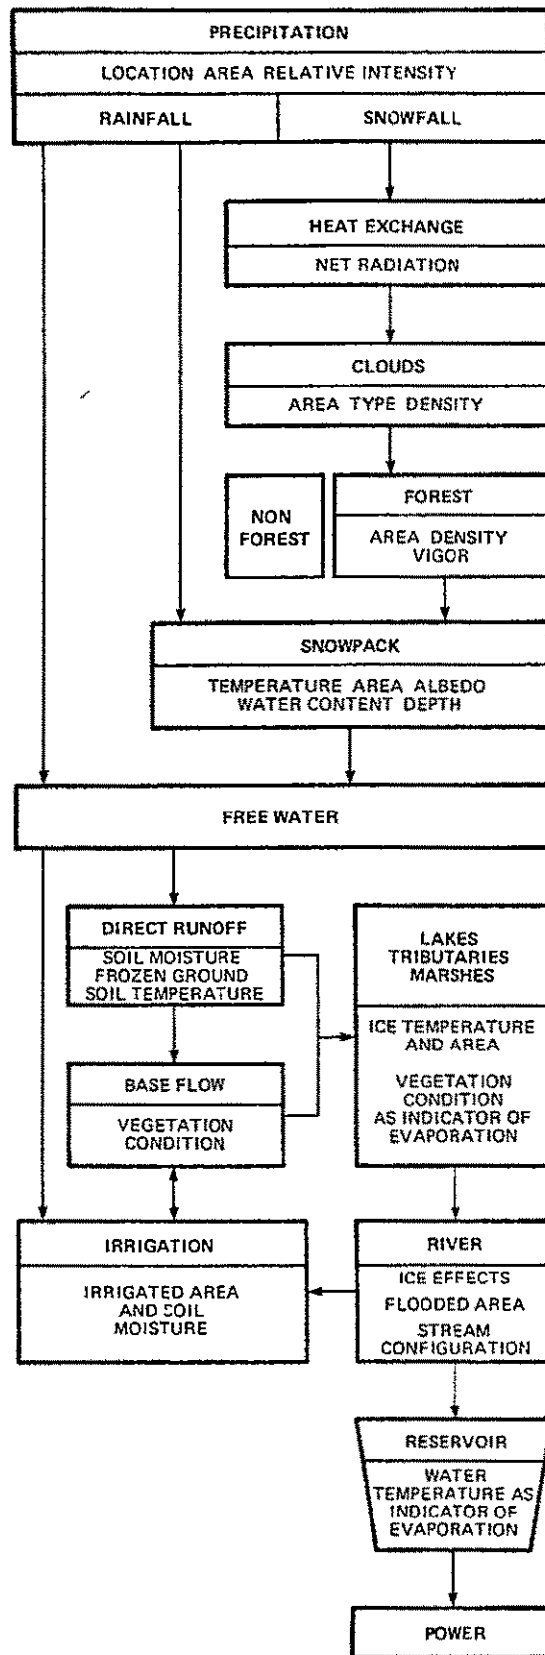 PRECIPITATION
LOCATION AREA RELATIVE INTENSITY
RAINFALL
SNOWFALL
HEAT EXCHANGE
NET RADIATION
CLOUDS
AREA TYPE DENSITY
NON
FOREST
FOREST
AREA DENSITY
VIGOR
SNOWPACK
TEMPERATURE AREA ALBEDO
WATER CONTENT DEPTH
FREE WATER
DIRECT RUNOFF
SOIL MOISTURE
FROZEN GROUND
SOIL TEMPERATURE
LAKES
TRIBUTARIES
MARSHES
ICE TEMPERATURE
AND AREA
VEGETATION
CONDITION
AS INDICATOR OF
EVAPORATION
BASE FLOW
VEGETATION
CONDITION
IRRIGATION
IRRIGATED AREA
AND SOIL
MOISTURE
RIVER
ICE EFFECTS
FLOODED AREA
STREAM
CONFIGURATION
RESERVOIR
WATER
TEMPERATURE AS
INDICATOR OF
EVAPORATION
POWER